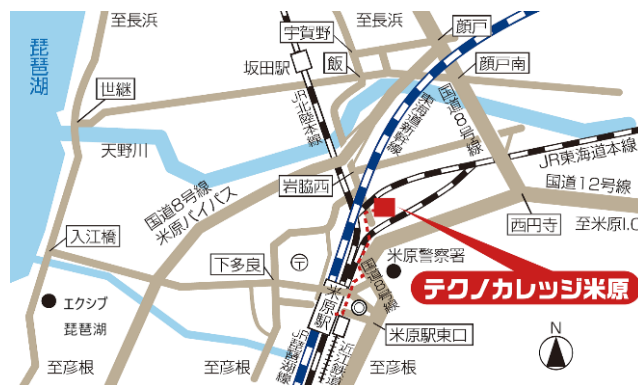 至長浜
至長浜
宇賀野
顔戸
琵琶湖
坂田駅
飯
顔戸南
世継
JR北陸本線
東海道新幹線
国道8号線
天野川
JR東海道本線
国道8号線
米原バイパス
岩脇西
国道12号線
西円寺
至米原I.C
入江橋
下多良
〒
米原警察署
国道8号線
テクノカレッジ米原
エクシブ
琵琶湖
米原駅
米原駅東口
N
JR琵琶湖線
近江鉄道
至彦根
至彦根
至彦根